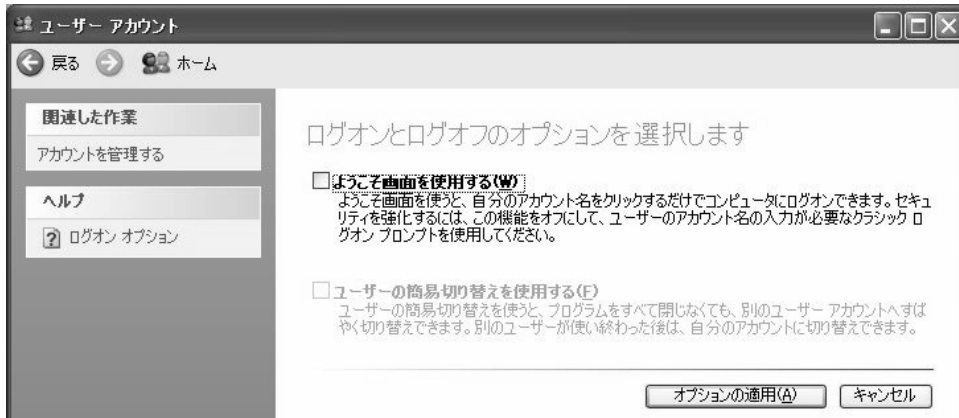 ユーザー アカウント
戻る ホーム
関連した作業
アカウントを管理する
ヘルプ
ログオン オプション
ログオンとログオフのオプションを選択します
ようこそ画面を使用する(W)
ようこそ画面を使うと、自分のアカウント名をクリックするだけでコンピュータにログオンできます。セキュ
リティを強化するには、この機能をオフにして、ユーザーのアカウント名の入力が必要なクラシック ロ
グオン プロンプトを使用してください。
ユーザーの簡易切り替えを使用する(F)
ユーザーの簡易切り替えを使うと、プログラムをすべて閉じなくても、別のユーザー アカウントへすば
やく切り替えできます。別のユーザーが使い終わった後は、自分のアカウントに切り替えできます。
オプションの適用(A) キャンセル